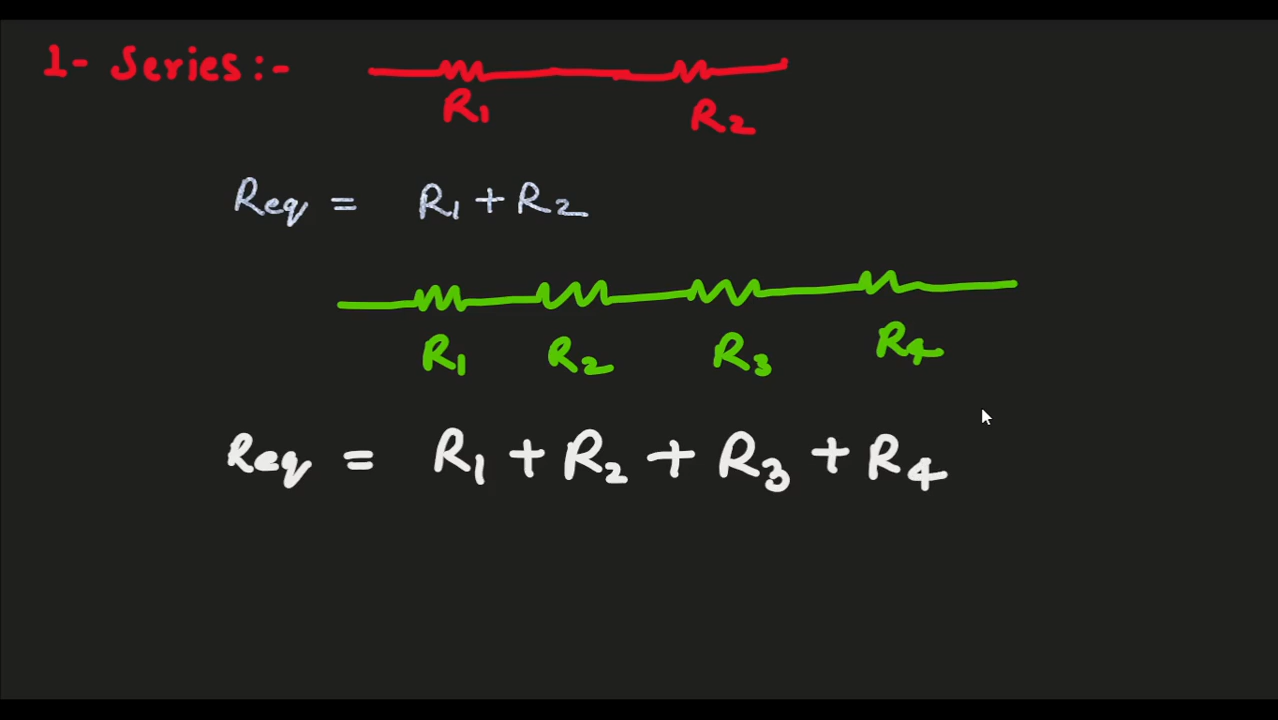 1- Series:-
R1 R2
Req = R1 + R2
R1 R2 R3 R4
Req = R1 + R2 + R3 + R4